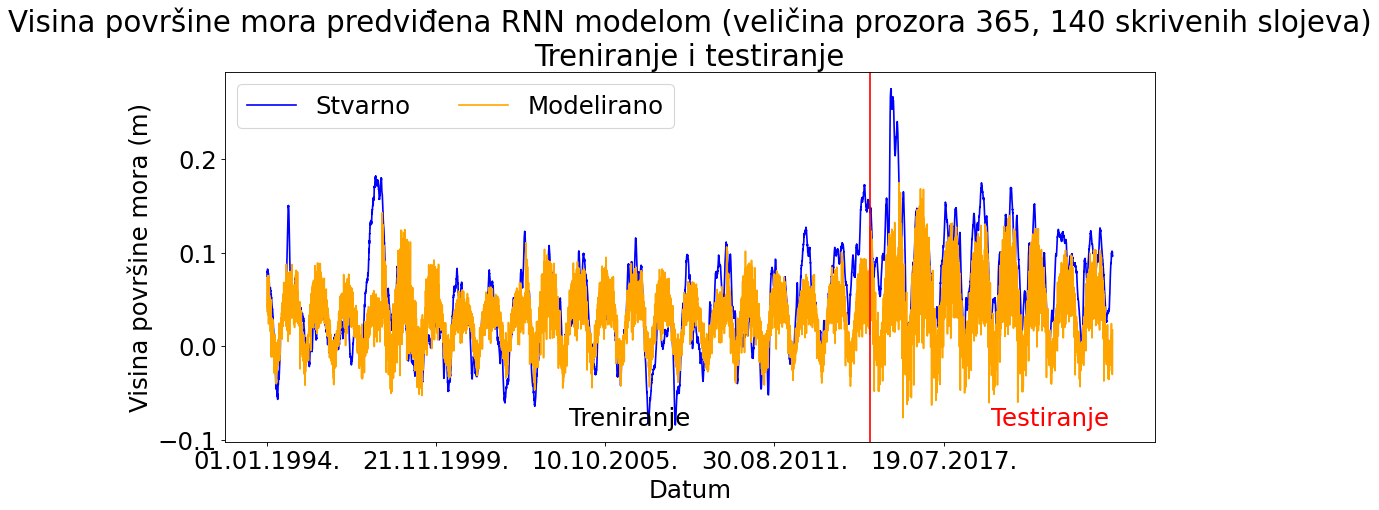 Visina površine mora predviđena RNN modelom (veličina prozora 365, 140 skrivenih slojeva)
Treniranje i testiranje
Stvarno
Modelirano
Visina površine mora (m)
0.2
0.1
0.0
−0.1
Treniranje
Testiranje
01.01.1994.
21.11.1999.
10.10.2005.
30.08.2011.
19.07.2017.
Datum